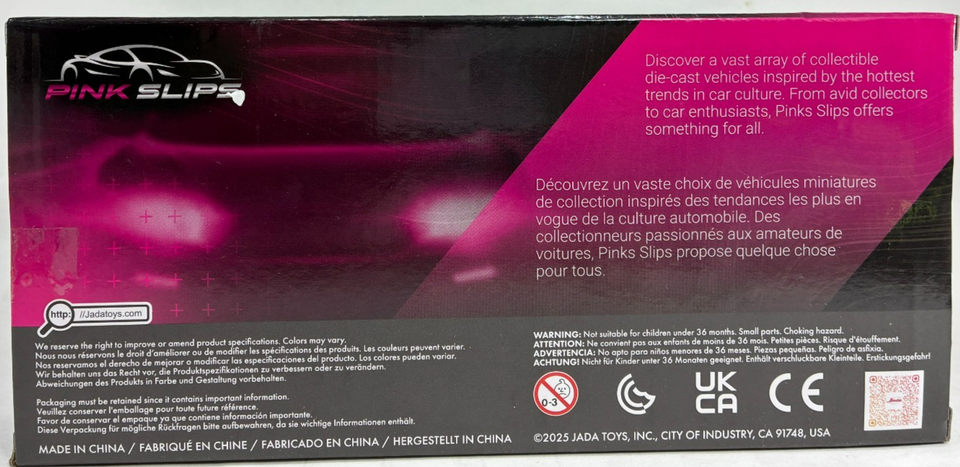 PINK SLIPS
Discover a vast array of collectible
die-cast vehicles inspired by the hottest
trends in car culture. From avid collectors
to car enthusiasts, Pinks Slips offers
something for all.
Découvrez un vaste choix de véhicules miniatures
de collection inspirés des tendances les plus en
vogue de la culture automobile. Des
collectionneurs passionnés aux amateurs de
voitures, Pinks Slips propose quelque chose
pour tous.
http: //Jadatoys.com
We reserve the right to improve or amend product specifications. Colors may vary.
Nous nous réservons le droit d'améliorer ou de modifier les spécifications des produits. Les couleurs peuvent varier.
Nos reservamos el derecho de mejorar o modificar las especificaciones del producto. Los colores pueden variar.
Wir behalten uns das Recht vor, die Produktspezifikationen zu verbessern oder zu verändern.
Abweichungen des Produkts in Farbe und Gestaltung vorbehalten.
Packaging must be retained since it contains important information.
Veuillez conserver l'emballage pour toute future référence.
Favor de conservar el empaque ya que contiene información importante.
Diese Verpackung für mögliche Rückfragen bitte aufbewahren, da sie wichtige Informationen enthält.
MADE IN CHINA / FABRIQUÉ EN CHINE / FABRICADO EN CHINA / HERGESTELLT IN CHINA
WARNING: Not suitable for children under 36 months. Small parts. Choking hazard.
ATTENTION: Ne convient pas aux enfants de moins de 36 mois. Petites pièces. Risque d'étouffement.
ADVERTENCIA: No apto para niños menores de 36 meses. Piezas pequeñas. Peligro de asfixia.
ACHTUNG! Nicht für Kinder unter 36 Monaten geeignet. Enthält verschluckbare Kleinteile. Erstickungsgefahr!
0-3
UK
CA
CE
©2025 JADA TOYS, INC., CITY OF INDUSTRY, CA 91748, USA